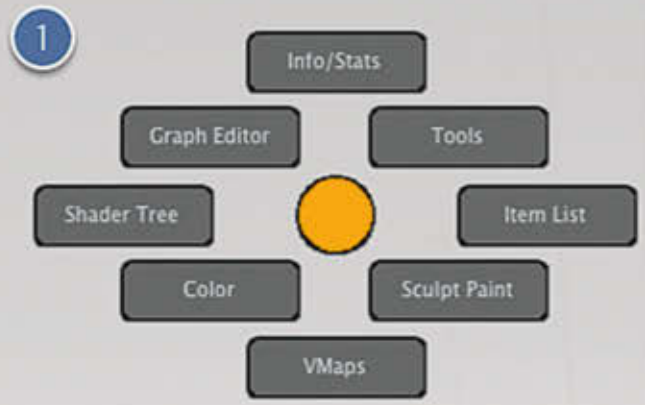 1
Info/Stats
Graph Editor
Tools
Shader Tree
Item List
Color
Sculpt Paint
VMaps